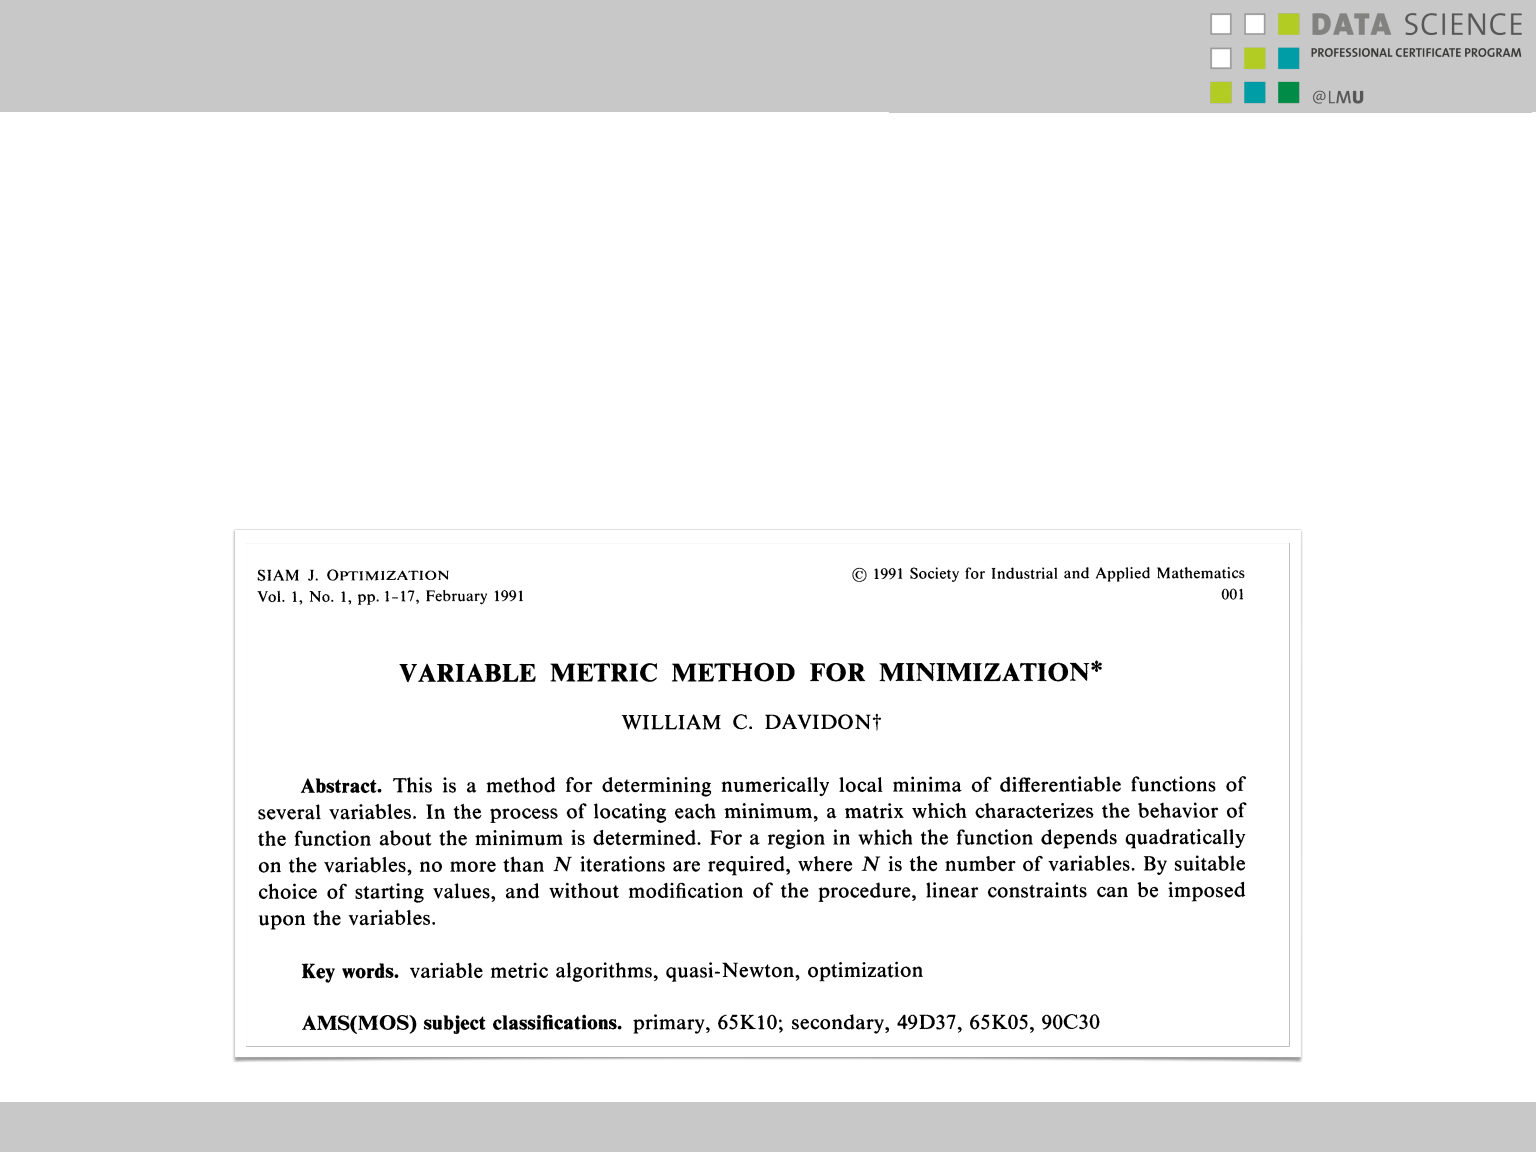 DATA SCIENCE
PROFESSIONAL CERTIFICATE PROGRAM
@LMU
SIAM J. OPTIMIZATION
Vol. 1, No. 1, pp. 1–17, February 1991
© 1991 Society for Industrial and Applied Mathematics
001
VARIABLE METRIC METHOD FOR MINIMIZATION*
WILLIAM C. DAVIDON†
Abstract. This is a method for determining numerically local minima of differentiable functions of
several variables. In the process of locating each minimum, a matrix which characterizes the behavior of
the function about the minimum is determined. For a region in which the function depends quadratically
on the variables, no more than N iterations are required, where N is the number of variables. By suitable
choice of starting values, and without modification of the procedure, linear constraints can be imposed
upon the variables.
Key words. variable metric algorithms, quasi-Newton, optimization
AMS(MOS) subject classifications. primary, 65K10; secondary, 49D37, 65K05, 90C30